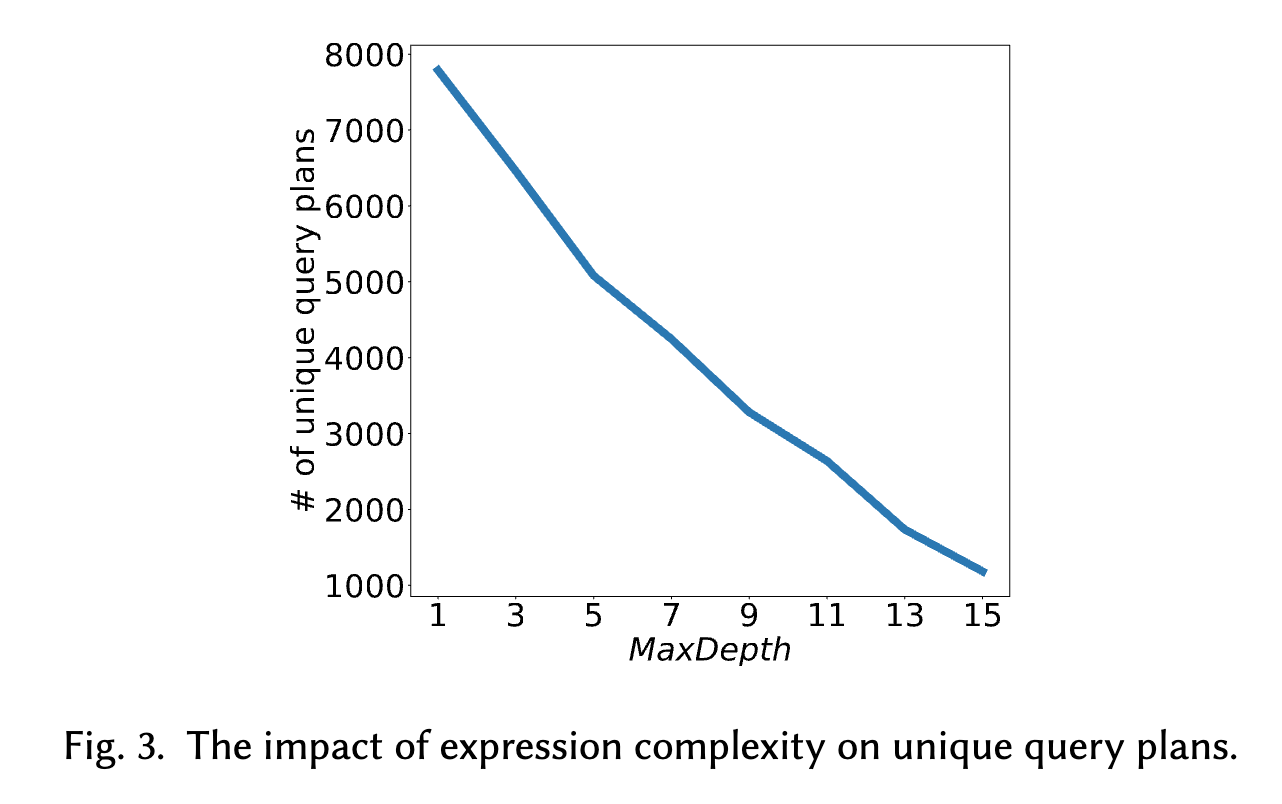 8000
7000
6000
5000
4000
3000
2000
1000
# of unique query plans
1 3 5 7 9 11 13 15
MaxDepth
Fig. 3. The impact of expression complexity on unique query plans.